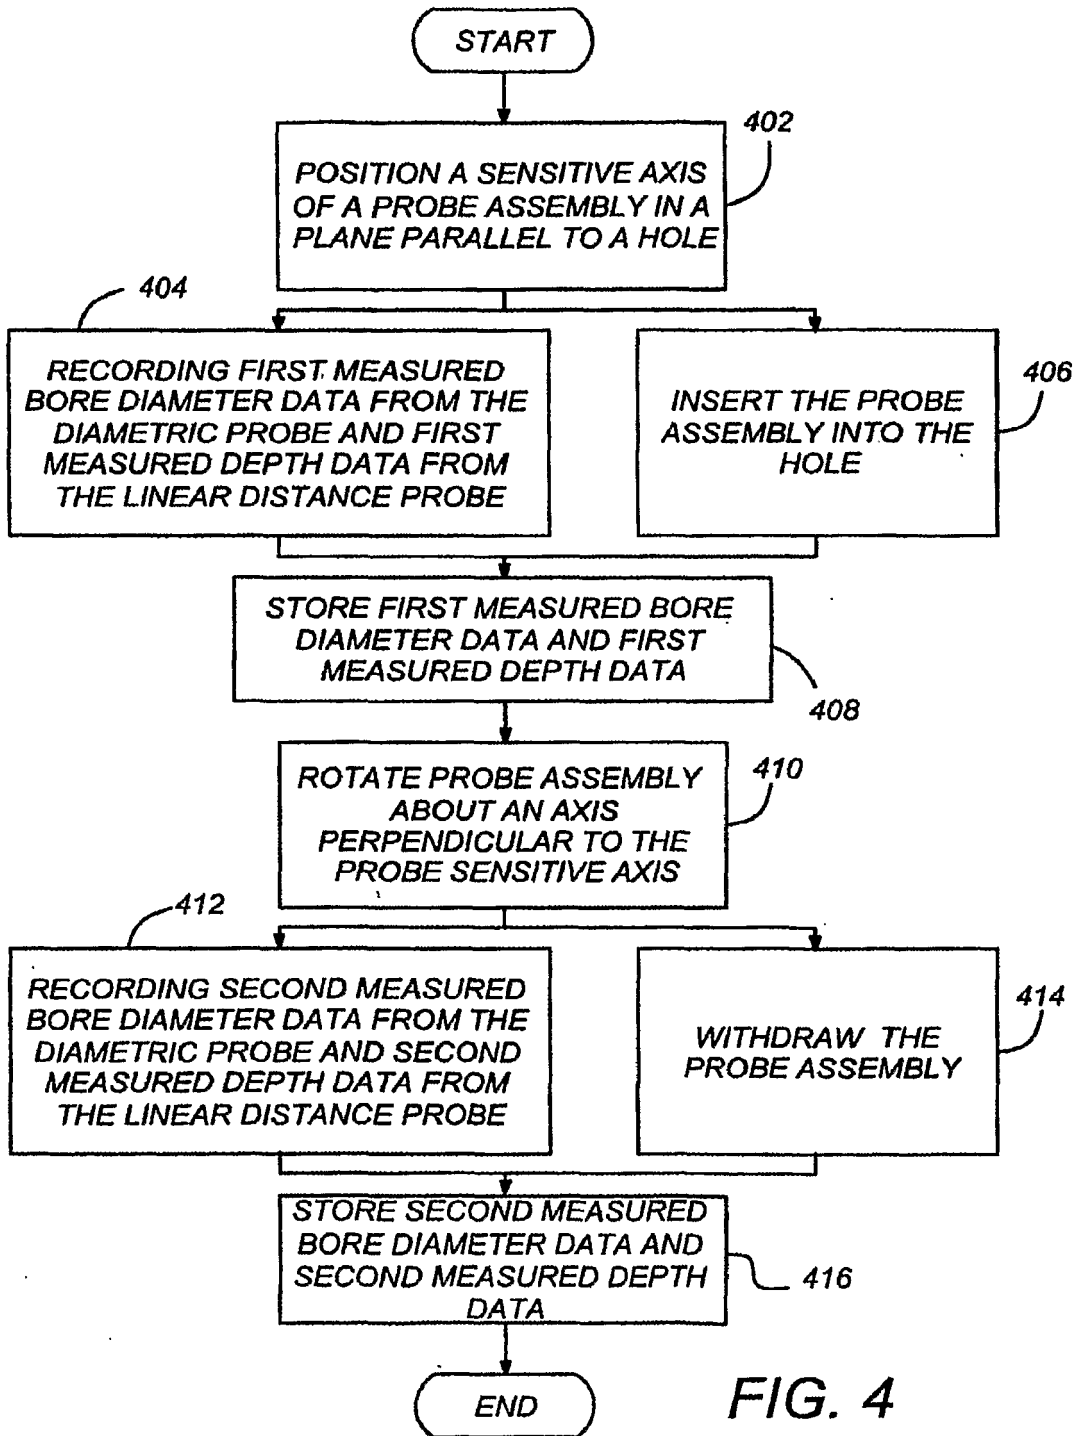 START
402
POSITION A SENSITIVE AXIS
OF A PROBE ASSEMBLY IN A
PLANE PARALLEL TO A HOLE
404
RECORDING FIRST MEASURED
BORE DIAMETER DATA FROM THE
DIAMETRIC PROBE AND FIRST
MEASURED DEPTH DATA FROM
THE LINEAR DISTANCE PROBE
406
INSERT THE PROBE
ASSEMBLY INTO THE
HOLE
STORE FIRST MEASURED BORE
DIAMETER DATA AND FIRST
MEASURED DEPTH DATA
408
ROTATE PROBE ASSEMBLY
ABOUT AN AXIS
PERPENDICULAR TO THE
PROBE SENSITIVE AXIS
410
412
RECORDING SECOND MEASURED
BORE DIAMETER DATA FROM THE
DIAMETRIC PROBE AND SECOND
MEASURED DEPTH DATA FROM
THE LINEAR DISTANCE PROBE
414
WITHDRAW THE
PROBE ASSEMBLY
STORE SECOND MEASURED
BORE DIAMETER DATA AND
SECOND MEASURED DEPTH
DATA
416
END
FIG. 4